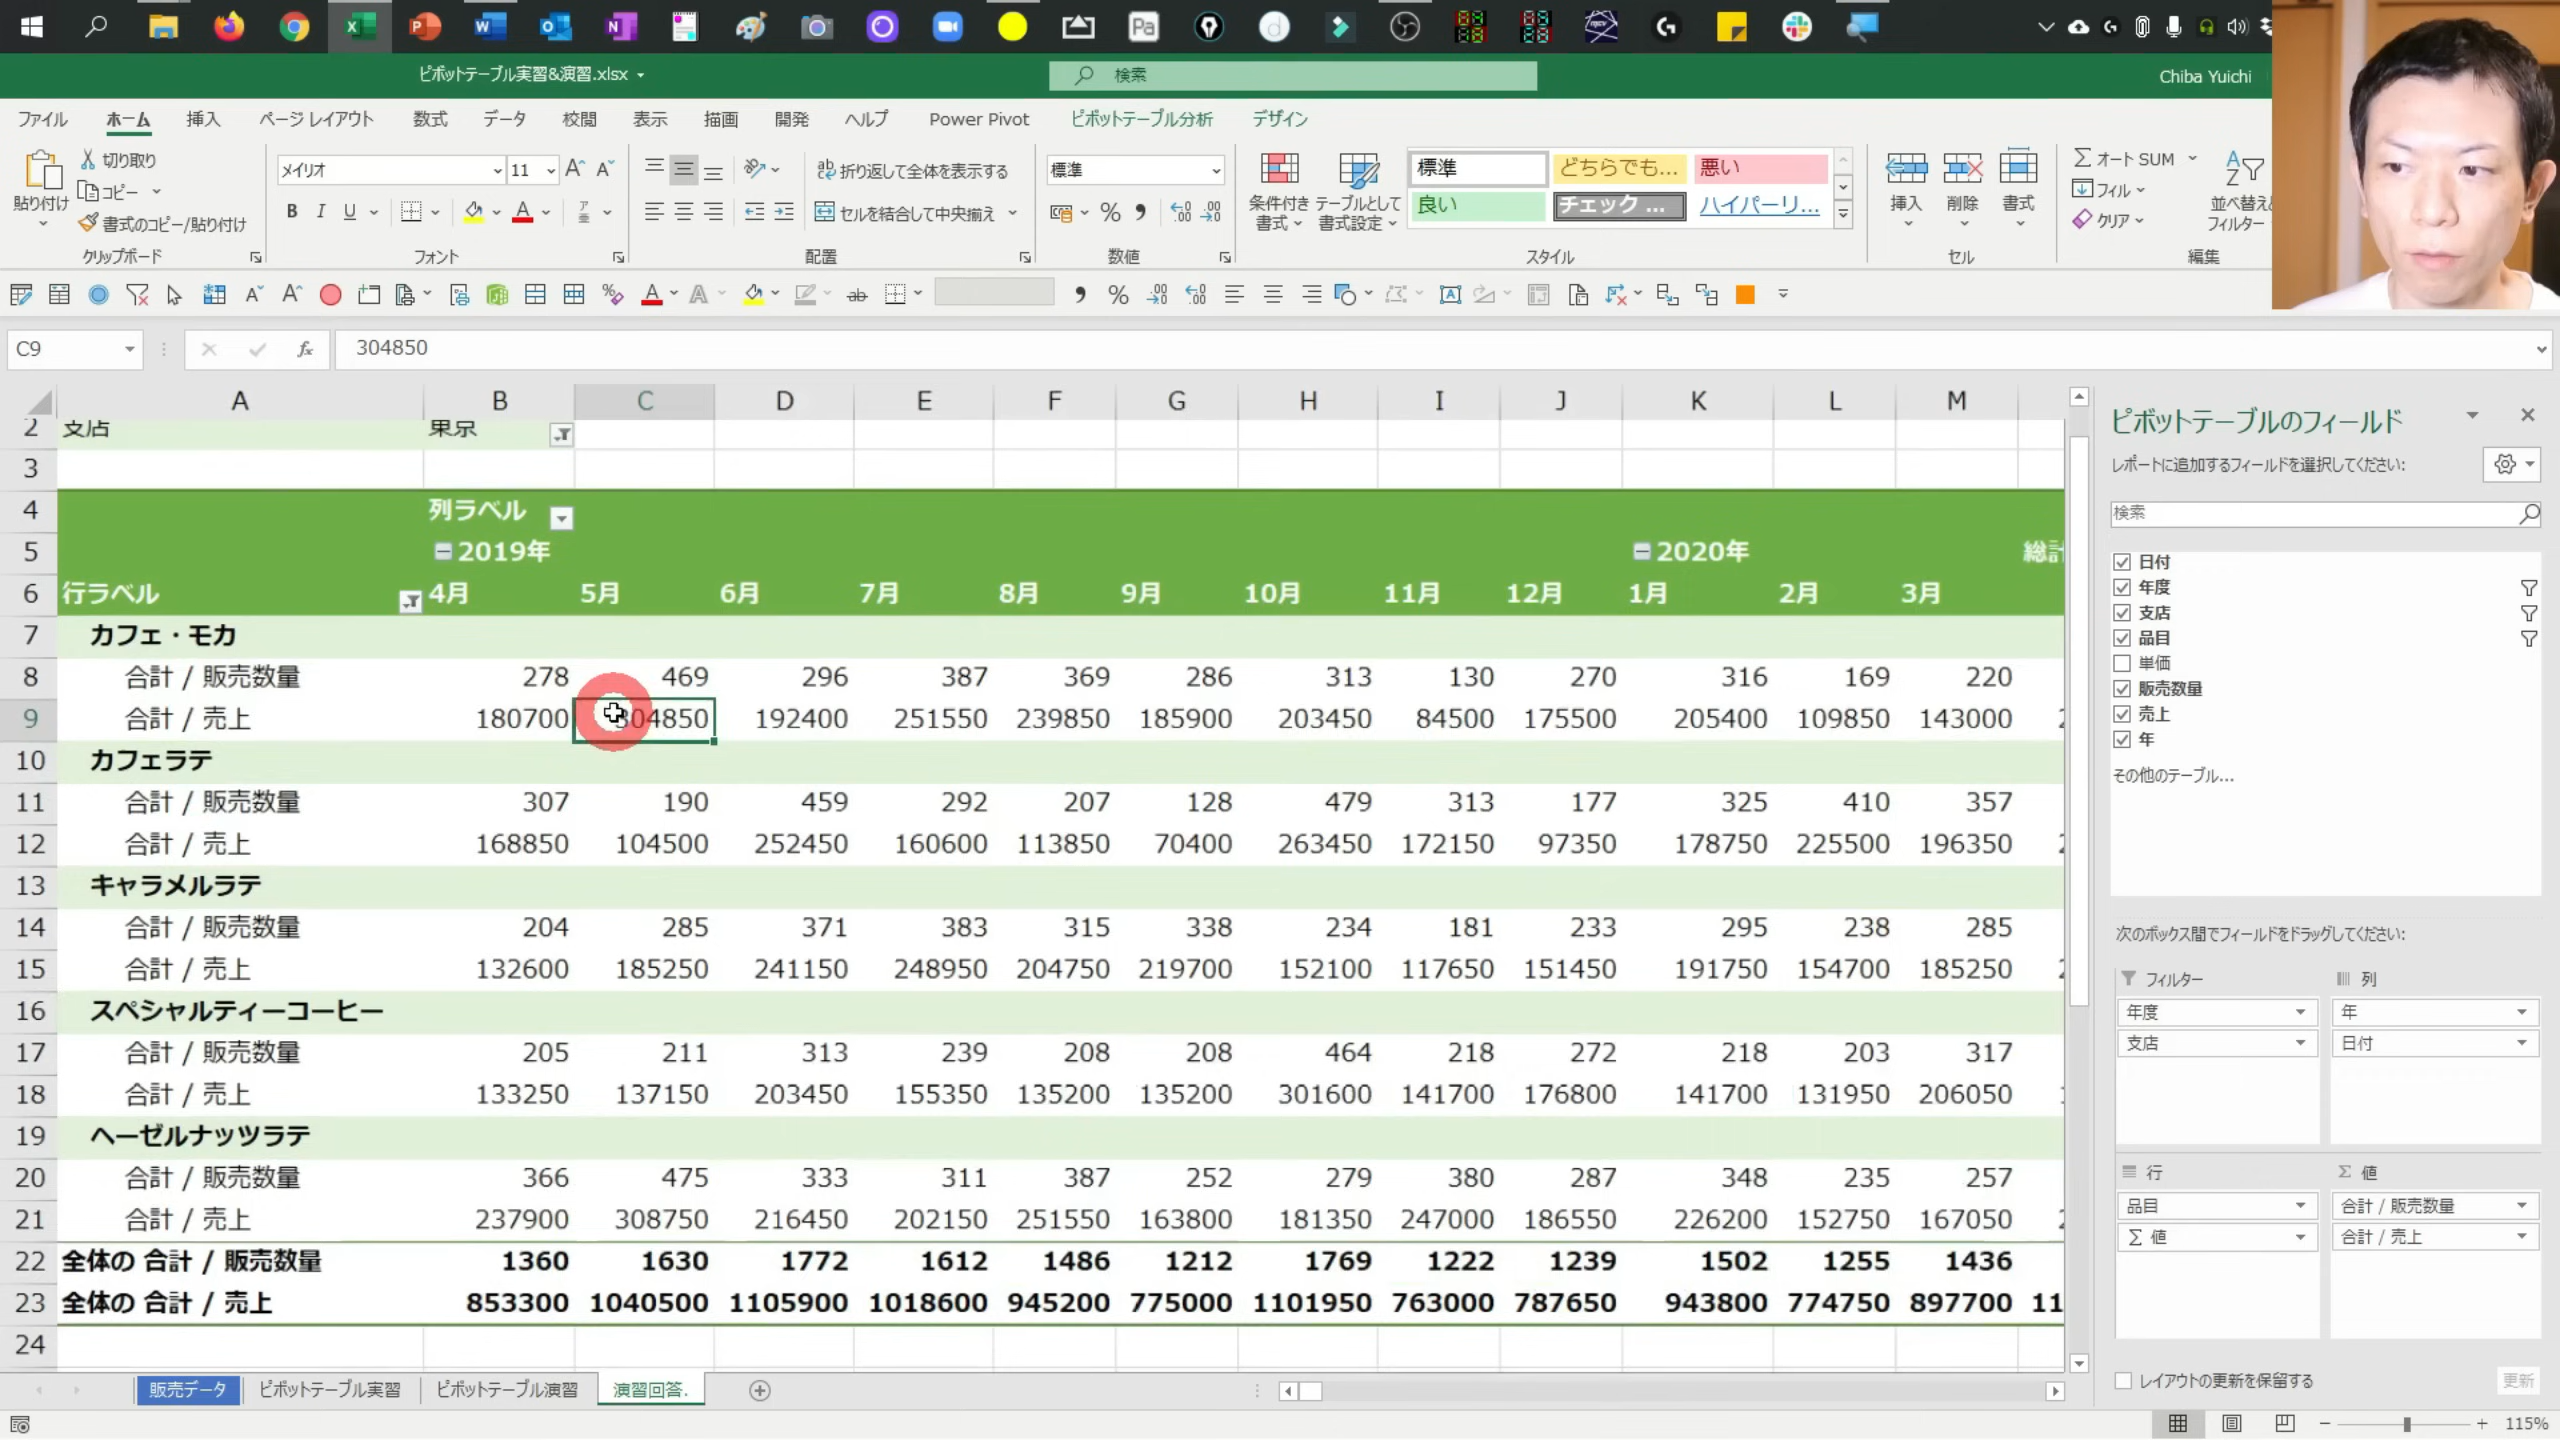 ピボットテーブル実習&演習.xlsx
検索
Chiba Yuichi
ファイル ホーム 挿入 ページ レイアウト 数式 データ 校閲 表示 描画 開発 ヘルプ Power Pivot ピボットテーブル分析 デザイン
貼り付け
切り取り
コピー
書式のコピー/貼り付け
クリップボード
メイリオ 11
フォント
折り返して全体を表示する
セルを結合して中央揃え
配置
標準
数値
条件付き書式
テーブルとして書式設定
標準 どちらでも... 悪い
良い チェック ... ハイパーリ...
スタイル
挿入 削除 書式
セル
オート SUM
フィル
クリア
並べ替え
フィルター
編集
C9 304850
A B C D E F G H I J K L M
2 支店 東京
3
4 列ラベル
5 2019年 2020年 総計
6 行ラベル 4月 5月 6月 7月 8月 9月 10月 11月 12月 1月 2月 3月
7 カフェ・モカ
8 合計 / 販売数量 278 469 296 387 369 286 313 130 270 316 169 220
9 合計 / 売上 180700 304850 192400 251550 239850 185900 203450 84500 175500 205400 109850 143000
10 カフェラテ
11 合計 / 販売数量 307 190 459 292 207 128 479 313 177 325 410 357
12 合計 / 売上 168850 104500 252450 160600 113850 70400 263450 172150 97350 178750 225500 196350
13 キャラメルラテ
14 合計 / 販売数量 204 285 371 383 315 338 234 181 233 295 238 285
15 合計 / 売上 132600 185250 241150 248950 204750 219700 152100 117650 151450 191750 154700 185250
16 スペシャルティーコーヒー
17 合計 / 販売数量 205 211 313 239 208 208 464 218 272 218 203 317
18 合計 / 売上 133250 137150 203450 155350 135200 135200 301600 141700 176800 141700 131950 206050
19 ヘーゼルナッツラテ
20 合計 / 販売数量 366 475 333 311 387 252 279 380 287 348 235 257
21 合計 / 売上 237900 308750 216450 202150 251550 163800 181350 247000 186550 226200 152750 167050
22 全体の 合計 / 販売数量 1360 1630 1772 1612 1486 1212 1769 1222 1239 1502 1255 1436
23 全体の 合計 / 売上 853300 1040500 1105900 1018600 945200 775000 1101950 763000 787650 943800 774750 897700 11
24
ピボットテーブルのフィールド
レポートに追加するフィールドを選択してください:
検索
日付
年度
支店
品目
単価
販売数量
売上
年
その他のテーブル...
次のボックス間でフィールドをドラッグしてください:
フィルター 列
年度 年
支店 日付
行 Σ 値
品目 合計 / 販売数量
Σ 値 合計 / 売上
レイアウトの更新を保留する 更新
販売データ ピボットテーブル実習 ピボットテーブル演習 演習回答.
115%